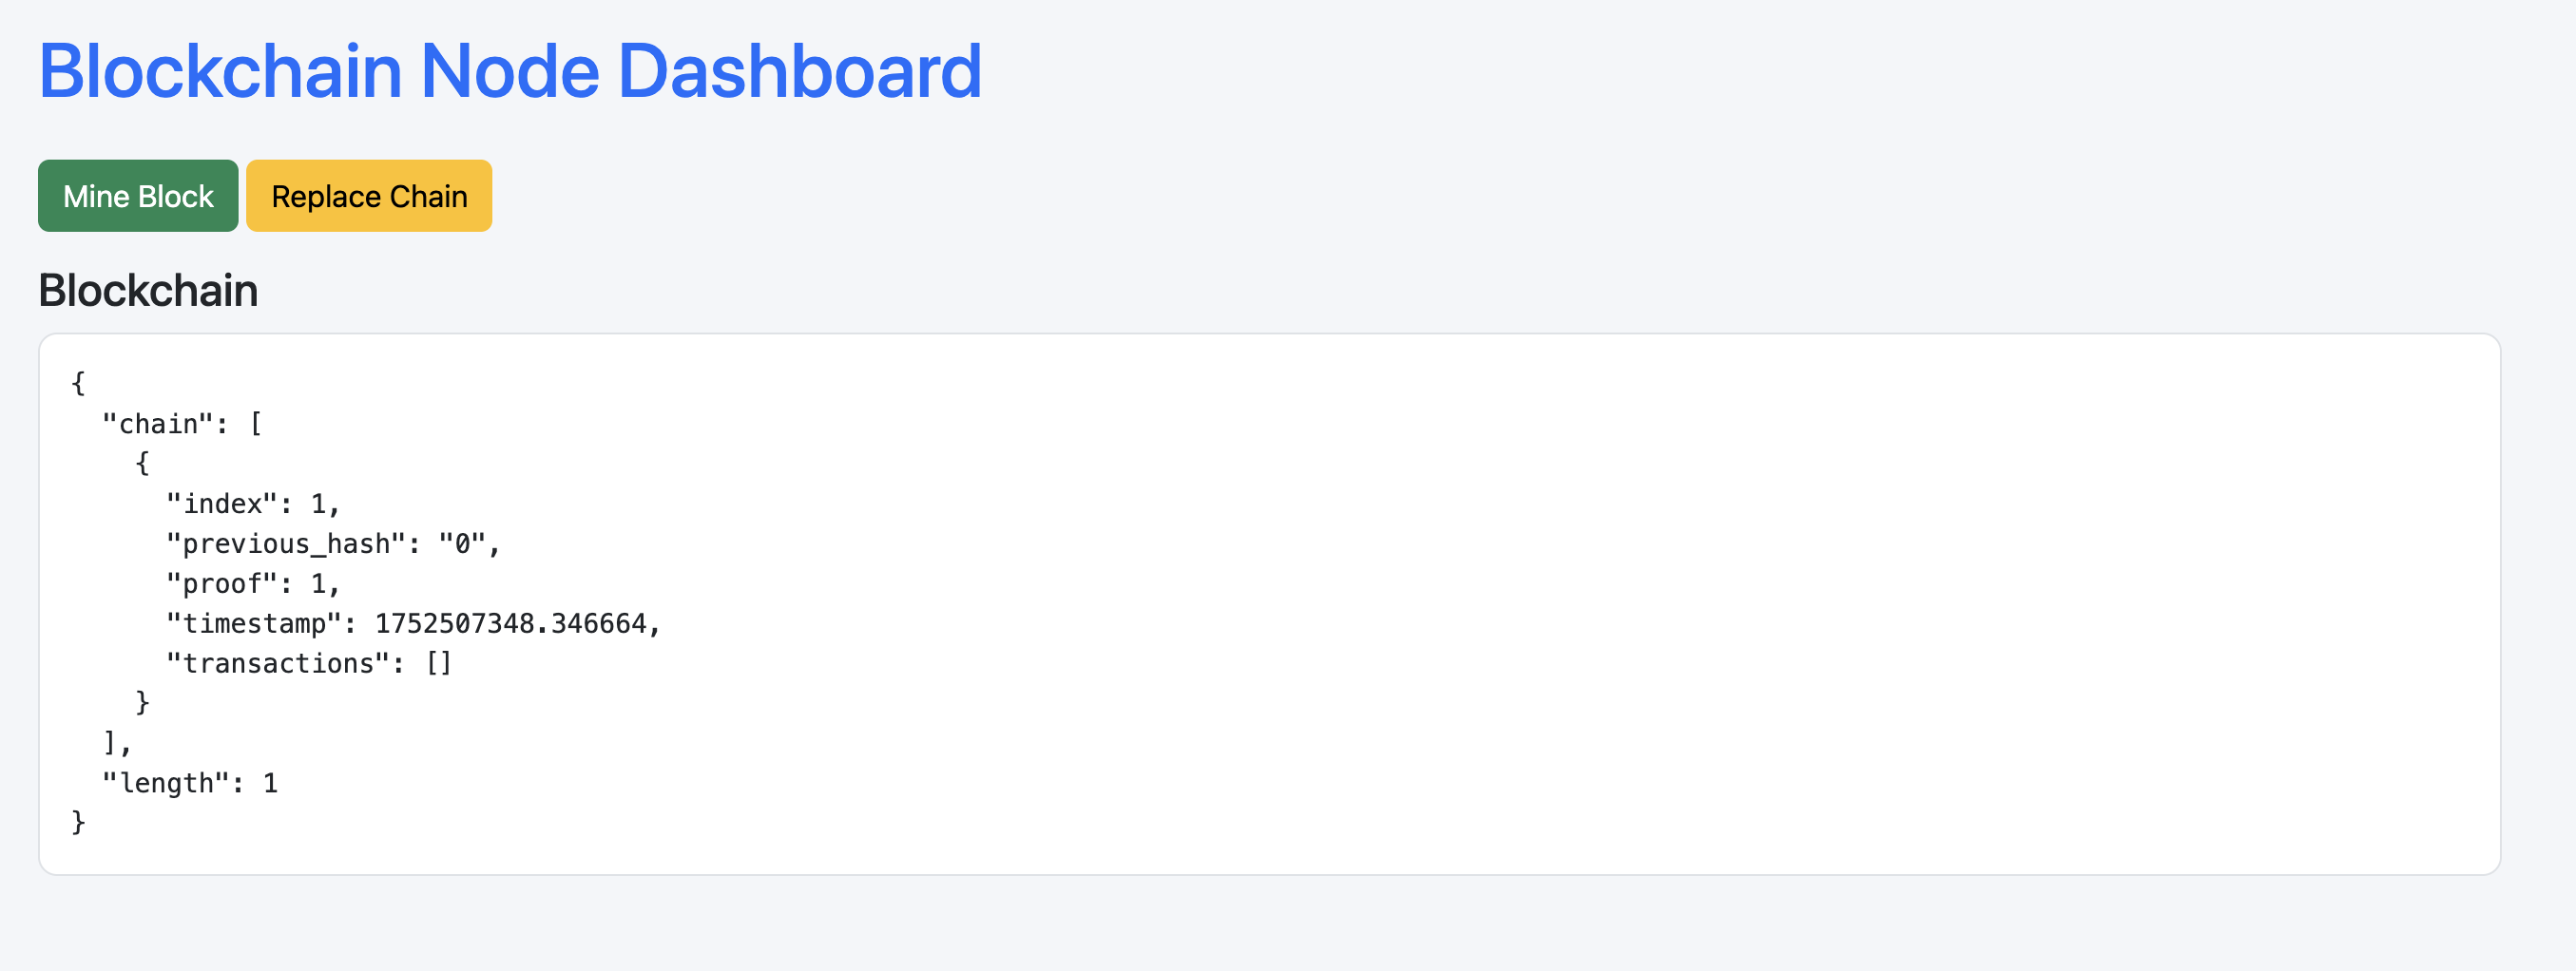 Blockchain Node Dashboard
Mine Block Replace Chain
Blockchain
{
  "chain": [
    {
      "index": 1,
      "previous_hash": "0",
      "proof": 1,
      "timestamp": 1752507348.346664,
      "transactions": []
    }
  ],
  "length": 1
}